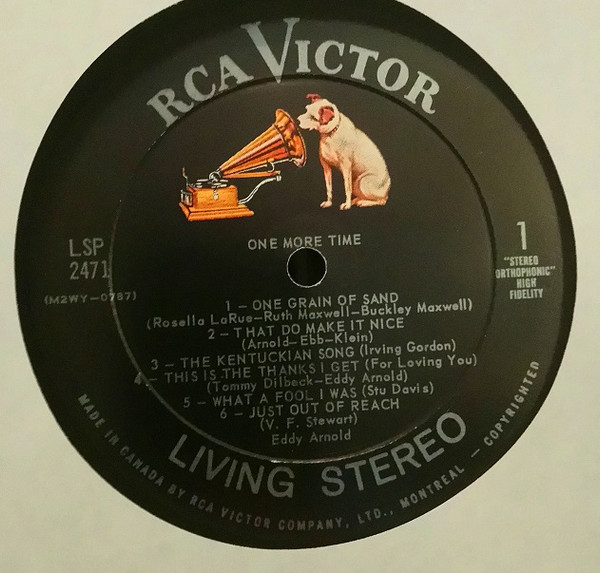 RCA VICTOR
ONE MORE TIME
LSP
2471
(M2WY-0787)
1
"STEREO
ORTHOPHONIC"
HIGH
FIDELITY
1 - ONE GRAIN OF SAND
(Rosella LaRue-Ruth Maxwell-Buckley Maxwell)
2 - THAT DO MAKE IT NICE
(Arnold-Ebb-Klein)
3 - THE KENTUCKIAN SONG (Irving Gordon)
4 - THIS IS THE THANKS I GET (For Loving You)
(Tommy Dilbeck-Eddy Arnold)
5 - WHAT A FOOL I WAS (Stu Davis)
6 - JUST OUT OF REACH
(V. F. Stewart)
Eddy Arnold
LIVING STEREO
MADE IN CANADA BY RCA VICTOR COMPANY, LTD., MONTREAL - COPYRIGHTED